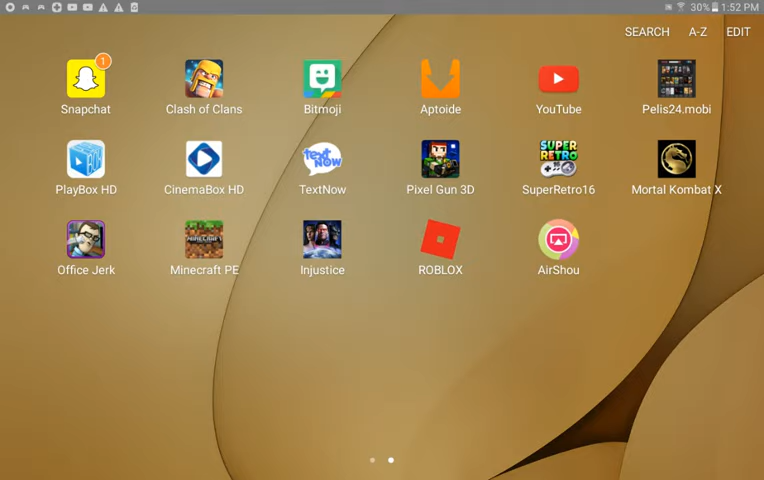 30% 1:52 PM
SEARCH A-Z EDIT
1
Snapchat Clash of Clans Bitmoji Aptoide YouTube Pelis24.mobi
text NOW
SUPER RETRO
PlayBox HD CinemaBox HD TextNow Pixel Gun 3D SuperRetro16 Mortal Kombat X
MINECRAFT
Office Jerk Minecraft PE Injustice ROBLOX AirShou